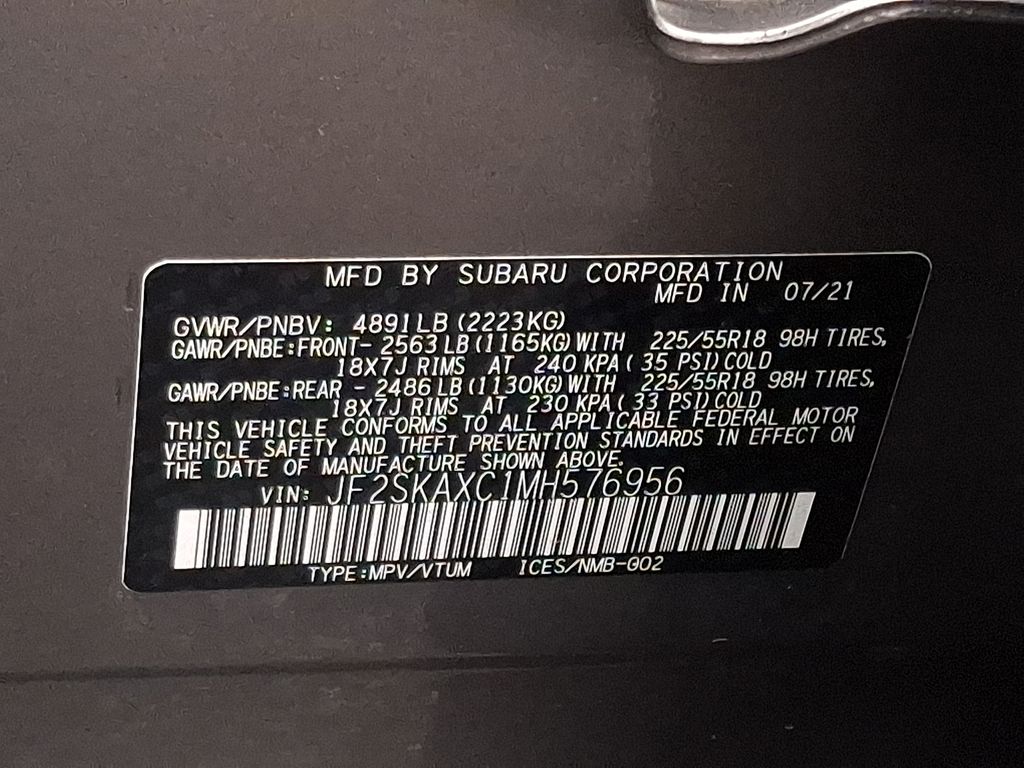 MFD BY SUBARU CORPORATION
MFD IN 07/21
GVWR/PNBV: 4891LB (2223KG)
GAWR/PNBE:FRONT- 2563 LB (1165KG) WITH 225/55R18 98H TIRES,
18X7J RIMS AT 240 KPA ( 35 PSI) COLD
GAWR/PNBE:REAR - 2486 LB (1130KG) WITH 225/55R18 98H TIRES,
18X7J RIMS AT 230 KPA ( 33 PSI) COLD
THIS VEHICLE CONFORMS TO ALL APPLICABLE FEDERAL MOTOR
VEHICLE SAFETY AND THEFT PREVENTION STANDARDS IN EFFECT ON
THE DATE OF MANUFACTURE SHOWN ABOVE.
VIN: JF2SKAXC1MH576956
TYPE:MPV/VTUM ICES/NMB-002